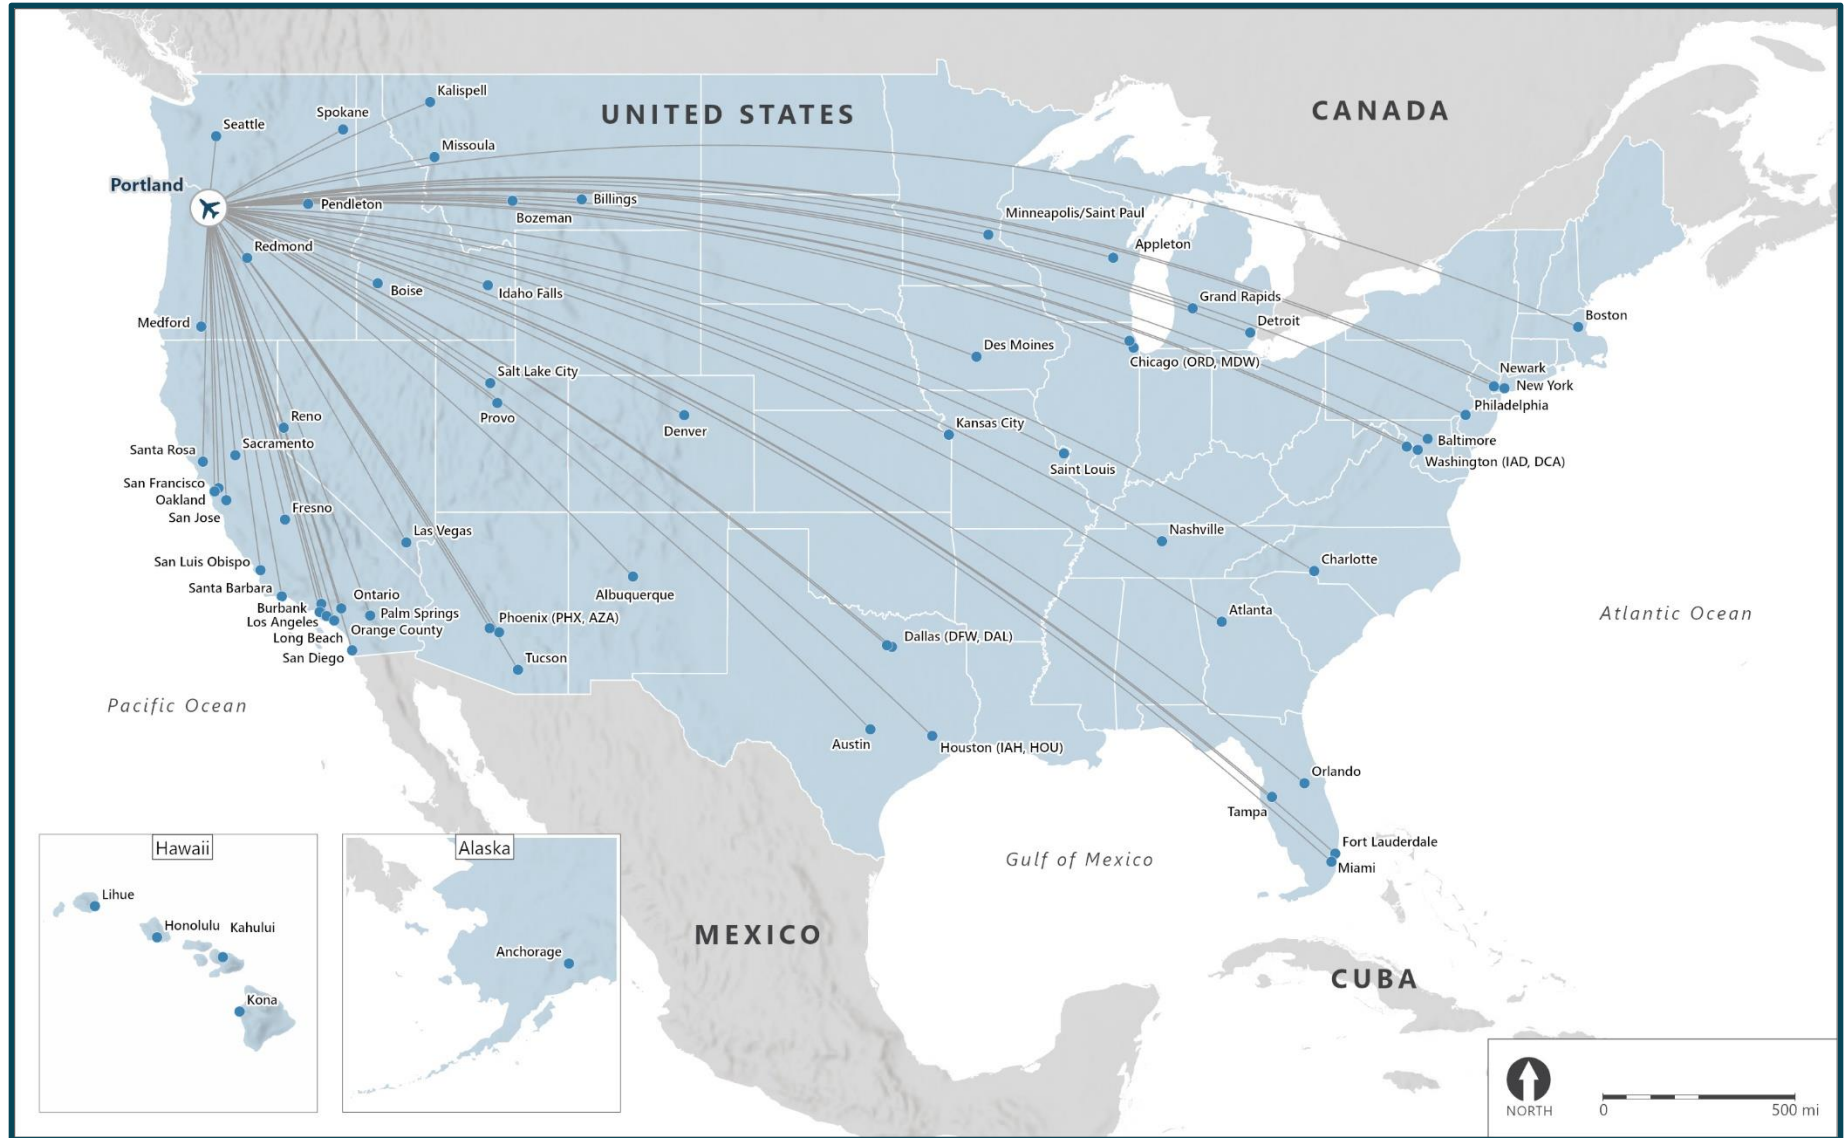 Kalispell
UNITED STATES
CANADA
Spokane
Seattle
Missoula
Portland
Pendleton
Billings
Bozeman
Minneapolis/Saint Paul
Redmond
Appleton
Boise
Idaho Falls
Grand Rapids
Medford
Detroit
Boston
Des Moines
Chicago (ORD, MDW)
Salt Lake City
Newark
New York
Provo
Philadelphia
Reno
Denver
Kansas City
Sacramento
Baltimore
Santa Rosa
Washington (IAD, DCA)
Saint Louis
San Francisco
Oakland
San Jose
Fresno
Las Vegas
Nashville
San Luis Obispo
Charlotte
Santa Barbara
Ontario
Albuquerque
Burbank
Palm Springs
Los Angeles
Phoenix (PHX, AZA)
Atlanta
Atlantic Ocean
Orange County
Long Beach
Dallas (DFW, DAL)
San Diego
Tucson
Pacific Ocean
Austin
Houston (IAH, HOU)
Orlando
Tampa
Fort Lauderdale
Gulf of Mexico
Miami
Hawaii
Alaska
Lihue
Honolulu
Kahului
Kona
Anchorage
MEXICO
CUBA
NORTH
0
500 mi